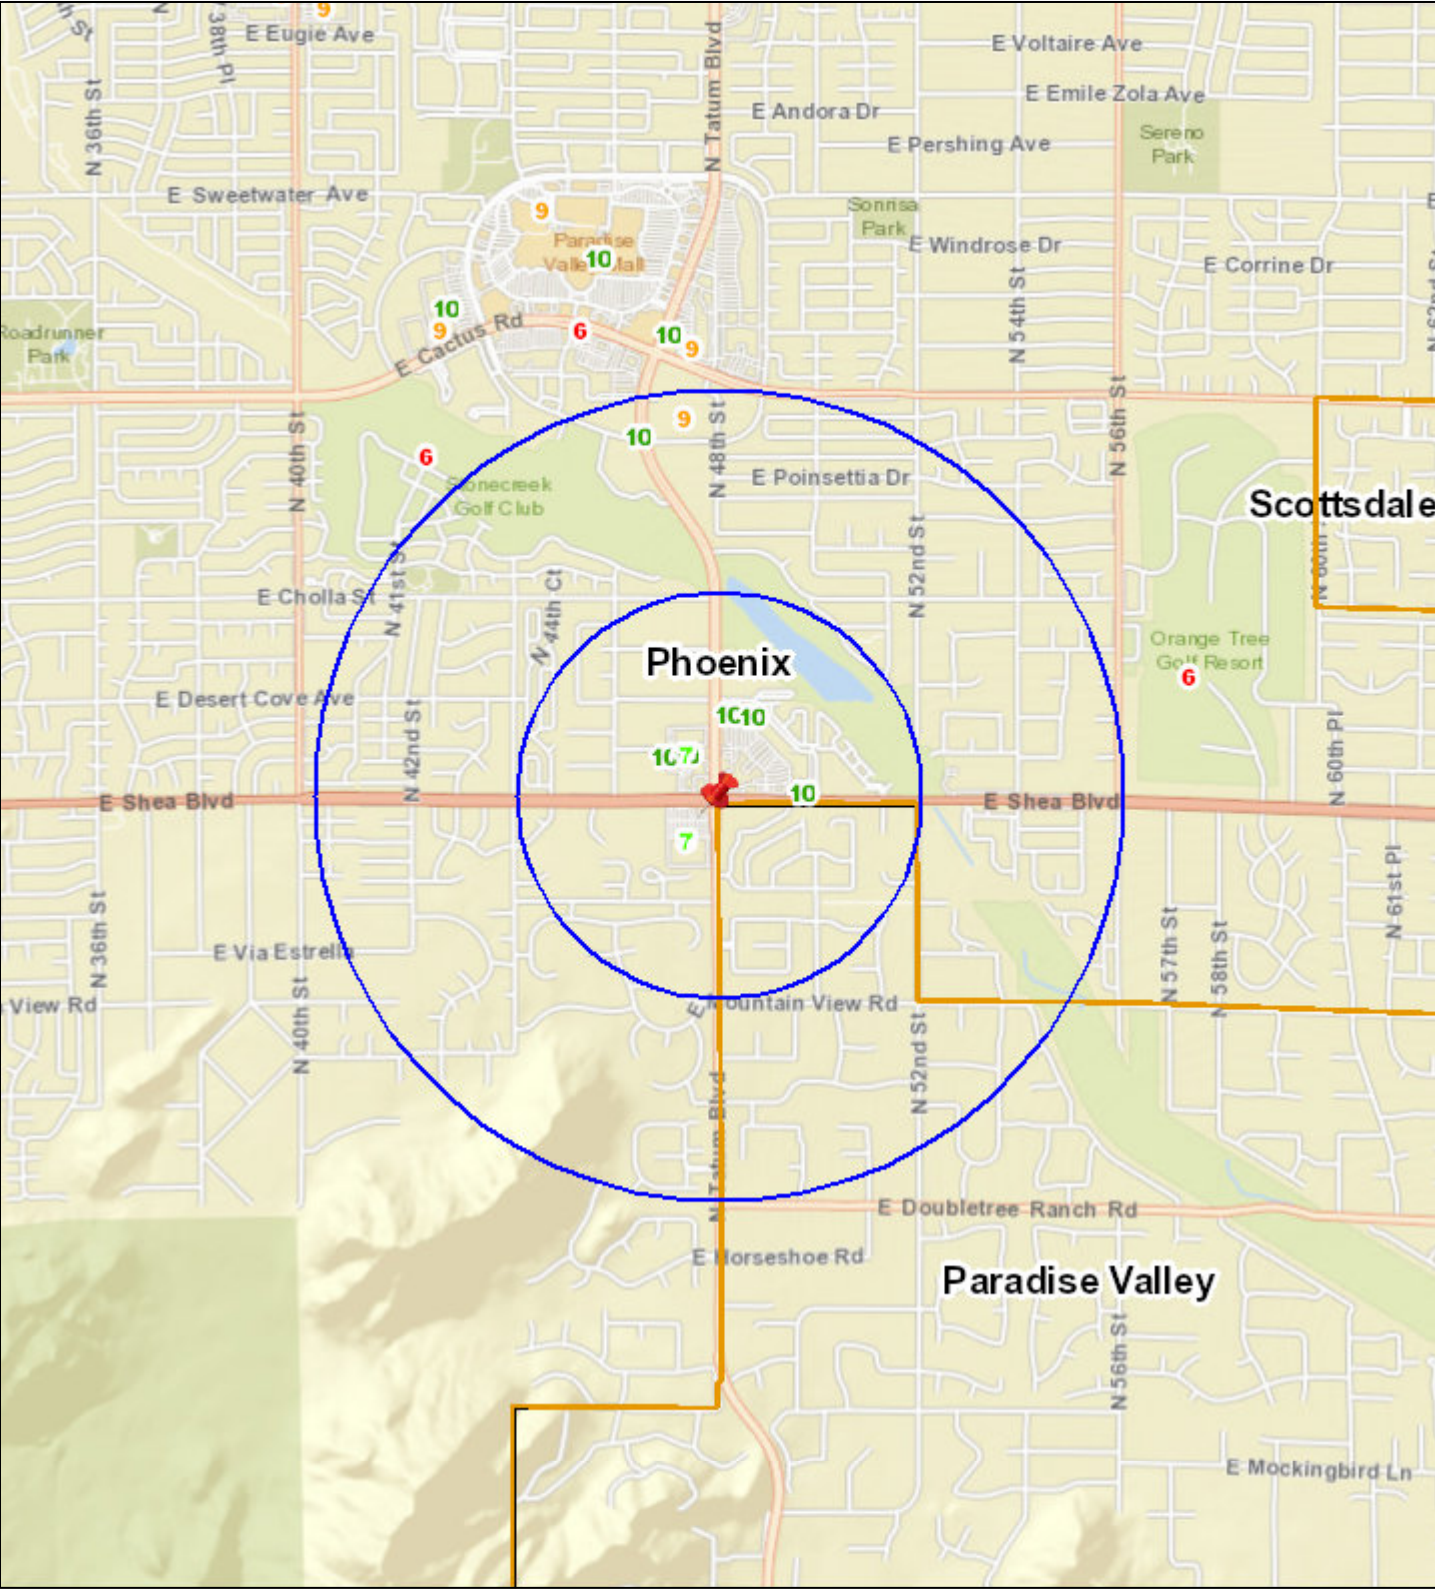 9
E Eugie Ave
N 38th Pl
N 36th St
N Tatum Blvd
E Voltaire Ave
E Emile Zola Ave
E Andora Dr
E Pershing Ave
Sereno
Park
E Sweetwater Ave
9
Sonrisa
Park
E Windrose Dr
Paradise
Valley Mall
10
E Corrine Dr
N 54th St
10
9
E Cactus Rd
6
10
9
Roadrunner
Park
N 40th St
N 48th St
N 56th St
9
10
6
Stonecreek
Golf Club
E Poinsettia Dr
Scottsdale
N 60th
N 52nd St
E Cholla St
N 41st St
N 44th Ct
Phoenix
Orange Tree
Golf Resort
6
E Desert Cove Ave
N 42nd St
10
10
10
7
N 60th Pl
10
E Shea Blvd
E Shea Blvd
7
N 36th St
N 61st Pl
E Via Estrella
N 57th St
N 58th St
View Rd
N 40th St
E Mountain View Rd
N 52nd St
N Tatum Blvd
E Doubletree Ranch Rd
E Horseshoe Rd
Paradise Valley
N 56th St
E Mockingbird Ln